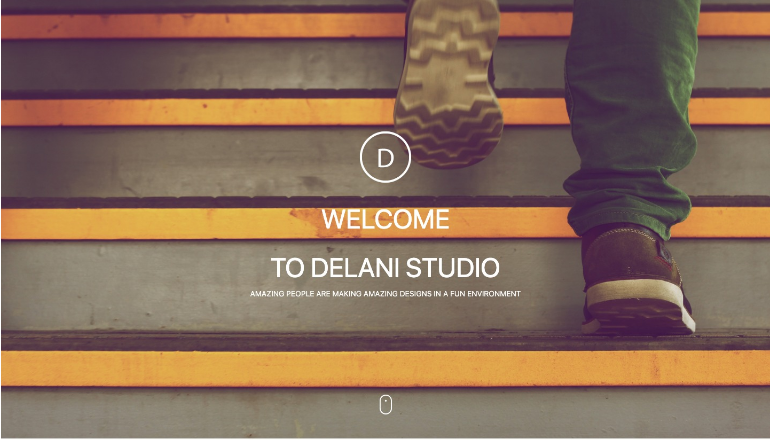 D
WELCOME
TO DELANI STUDIO
AMAZING PEOPLE ARE MAKING AMAZING DESIGNS IN A FUN ENVIRONMENT